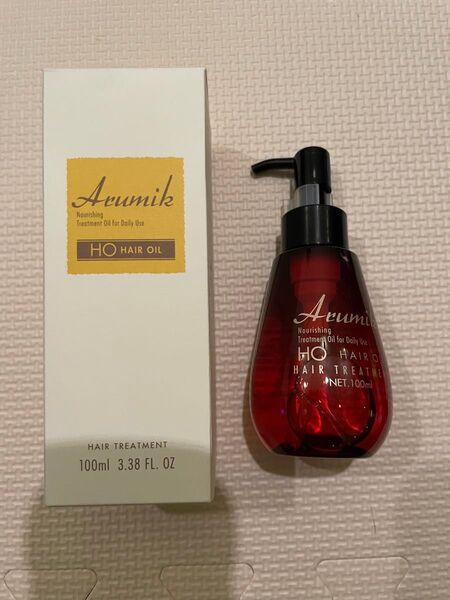 Arumik
Nourishing
Treatment Oil for Daily Use
HO HAIR OIL
HAIR TREATMENT
100ml 3.38 FL. OZ
Arumik
Nourishing
Treatment Oil for Daily Use
HO HAIR O
HAIR TREATME
NET.100ml